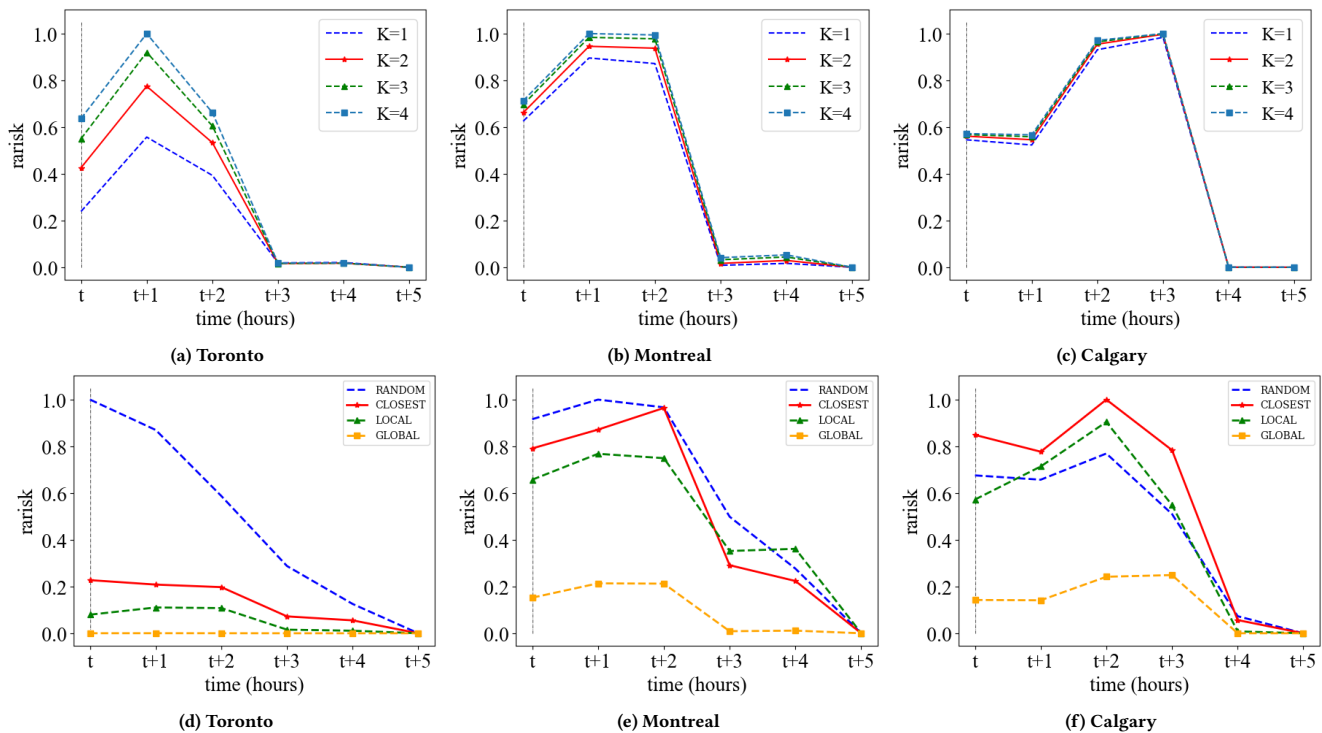 1.0
0.8
0.6
0.4
0.2
0.0
rarisk
K=1
K=2
K=3
K=4
t t+1 t+2 t+3 t+4 t+5
time (hours)
(a) Toronto
1.0
0.8
0.6
0.4
0.2
0.0
rarisk
K=1
K=2
K=3
K=4
t t+1 t+2 t+3 t+4 t+5
time (hours)
(b) Montreal
1.0
0.8
0.6
0.4
0.2
0.0
rarisk
K=1
K=2
K=3
K=4
t t+1 t+2 t+3 t+4 t+5
time (hours)
(c) Calgary
1.0
0.8
0.6
0.4
0.2
0.0
rarisk
RANDOM
CLOSEST
LOCAL
GLOBAL
t t+1 t+2 t+3 t+4 t+5
time (hours)
(d) Toronto
1.0
0.8
0.6
0.4
0.2
0.0
rarisk
RANDOM
CLOSEST
LOCAL
GLOBAL
t t+1 t+2 t+3 t+4 t+5
time (hours)
(e) Montreal
1.0
0.8
0.6
0.4
0.2
0.0
rarisk
RANDOM
CLOSEST
LOCAL
GLOBAL
t t+1 t+2 t+3 t+4 t+5
time (hours)
(f) Calgary